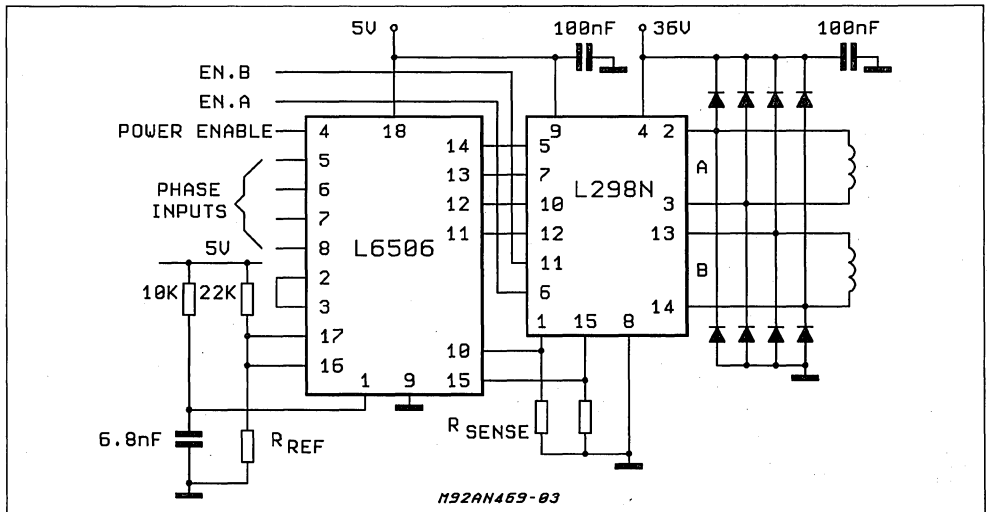 5V
100nF
36V
100nF
EN.B
EN.A
POWER ENABLE
4
18
9
4
2
5
14
5
A
6
13
7
L298N
PHASE
INPUTS
7
12
10
3
8
11
12
13
5V
L6506
11
B
2
6
14
10K
22K
3
1
15
8
17
10
16
15
1
9
6.8nF
R REF
R SENSE
M92AN469-03